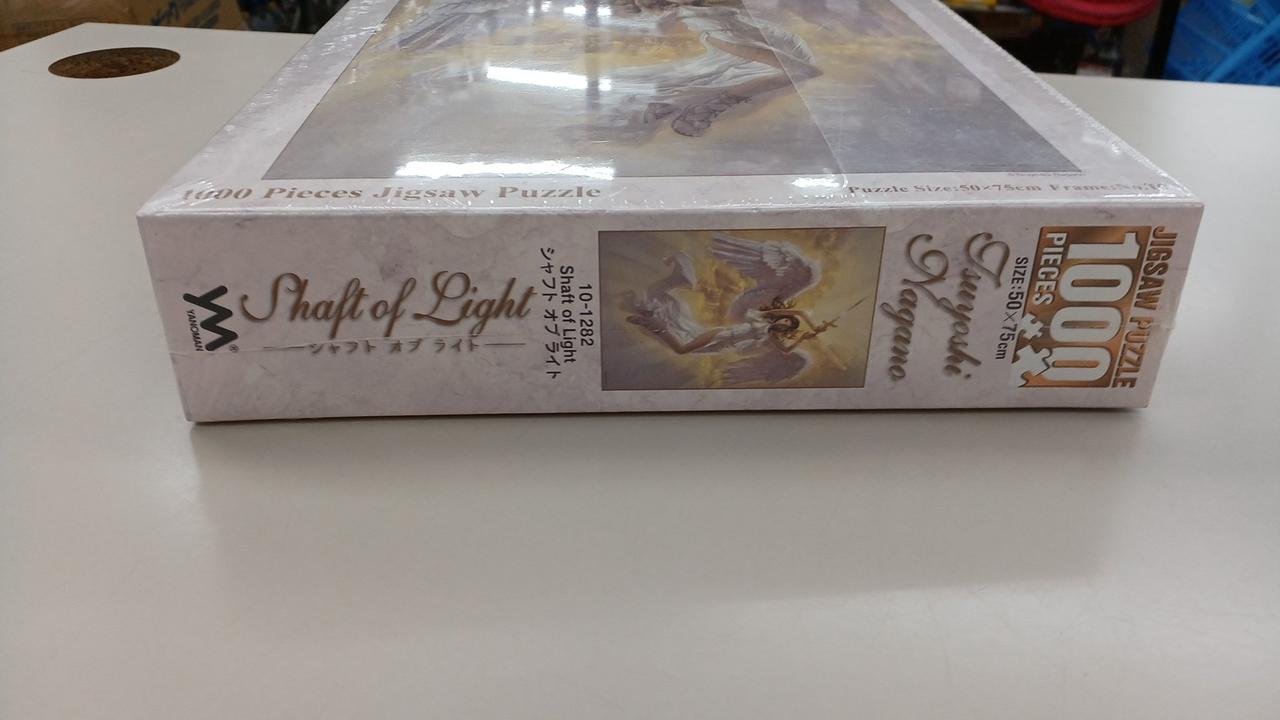 1000 Pieces Jigsaw Puzzle
Puzzle Size:50×75cm Frame:
YANOMAN
®
Shaft of Light
シャフト オブ ライト
10-1282
Shaft of Light
シャフト オブ ライト
Tsuyoshi
Nagano
JIGSAW PUZZLE
1000
PIECES
SIZE:50×75cm